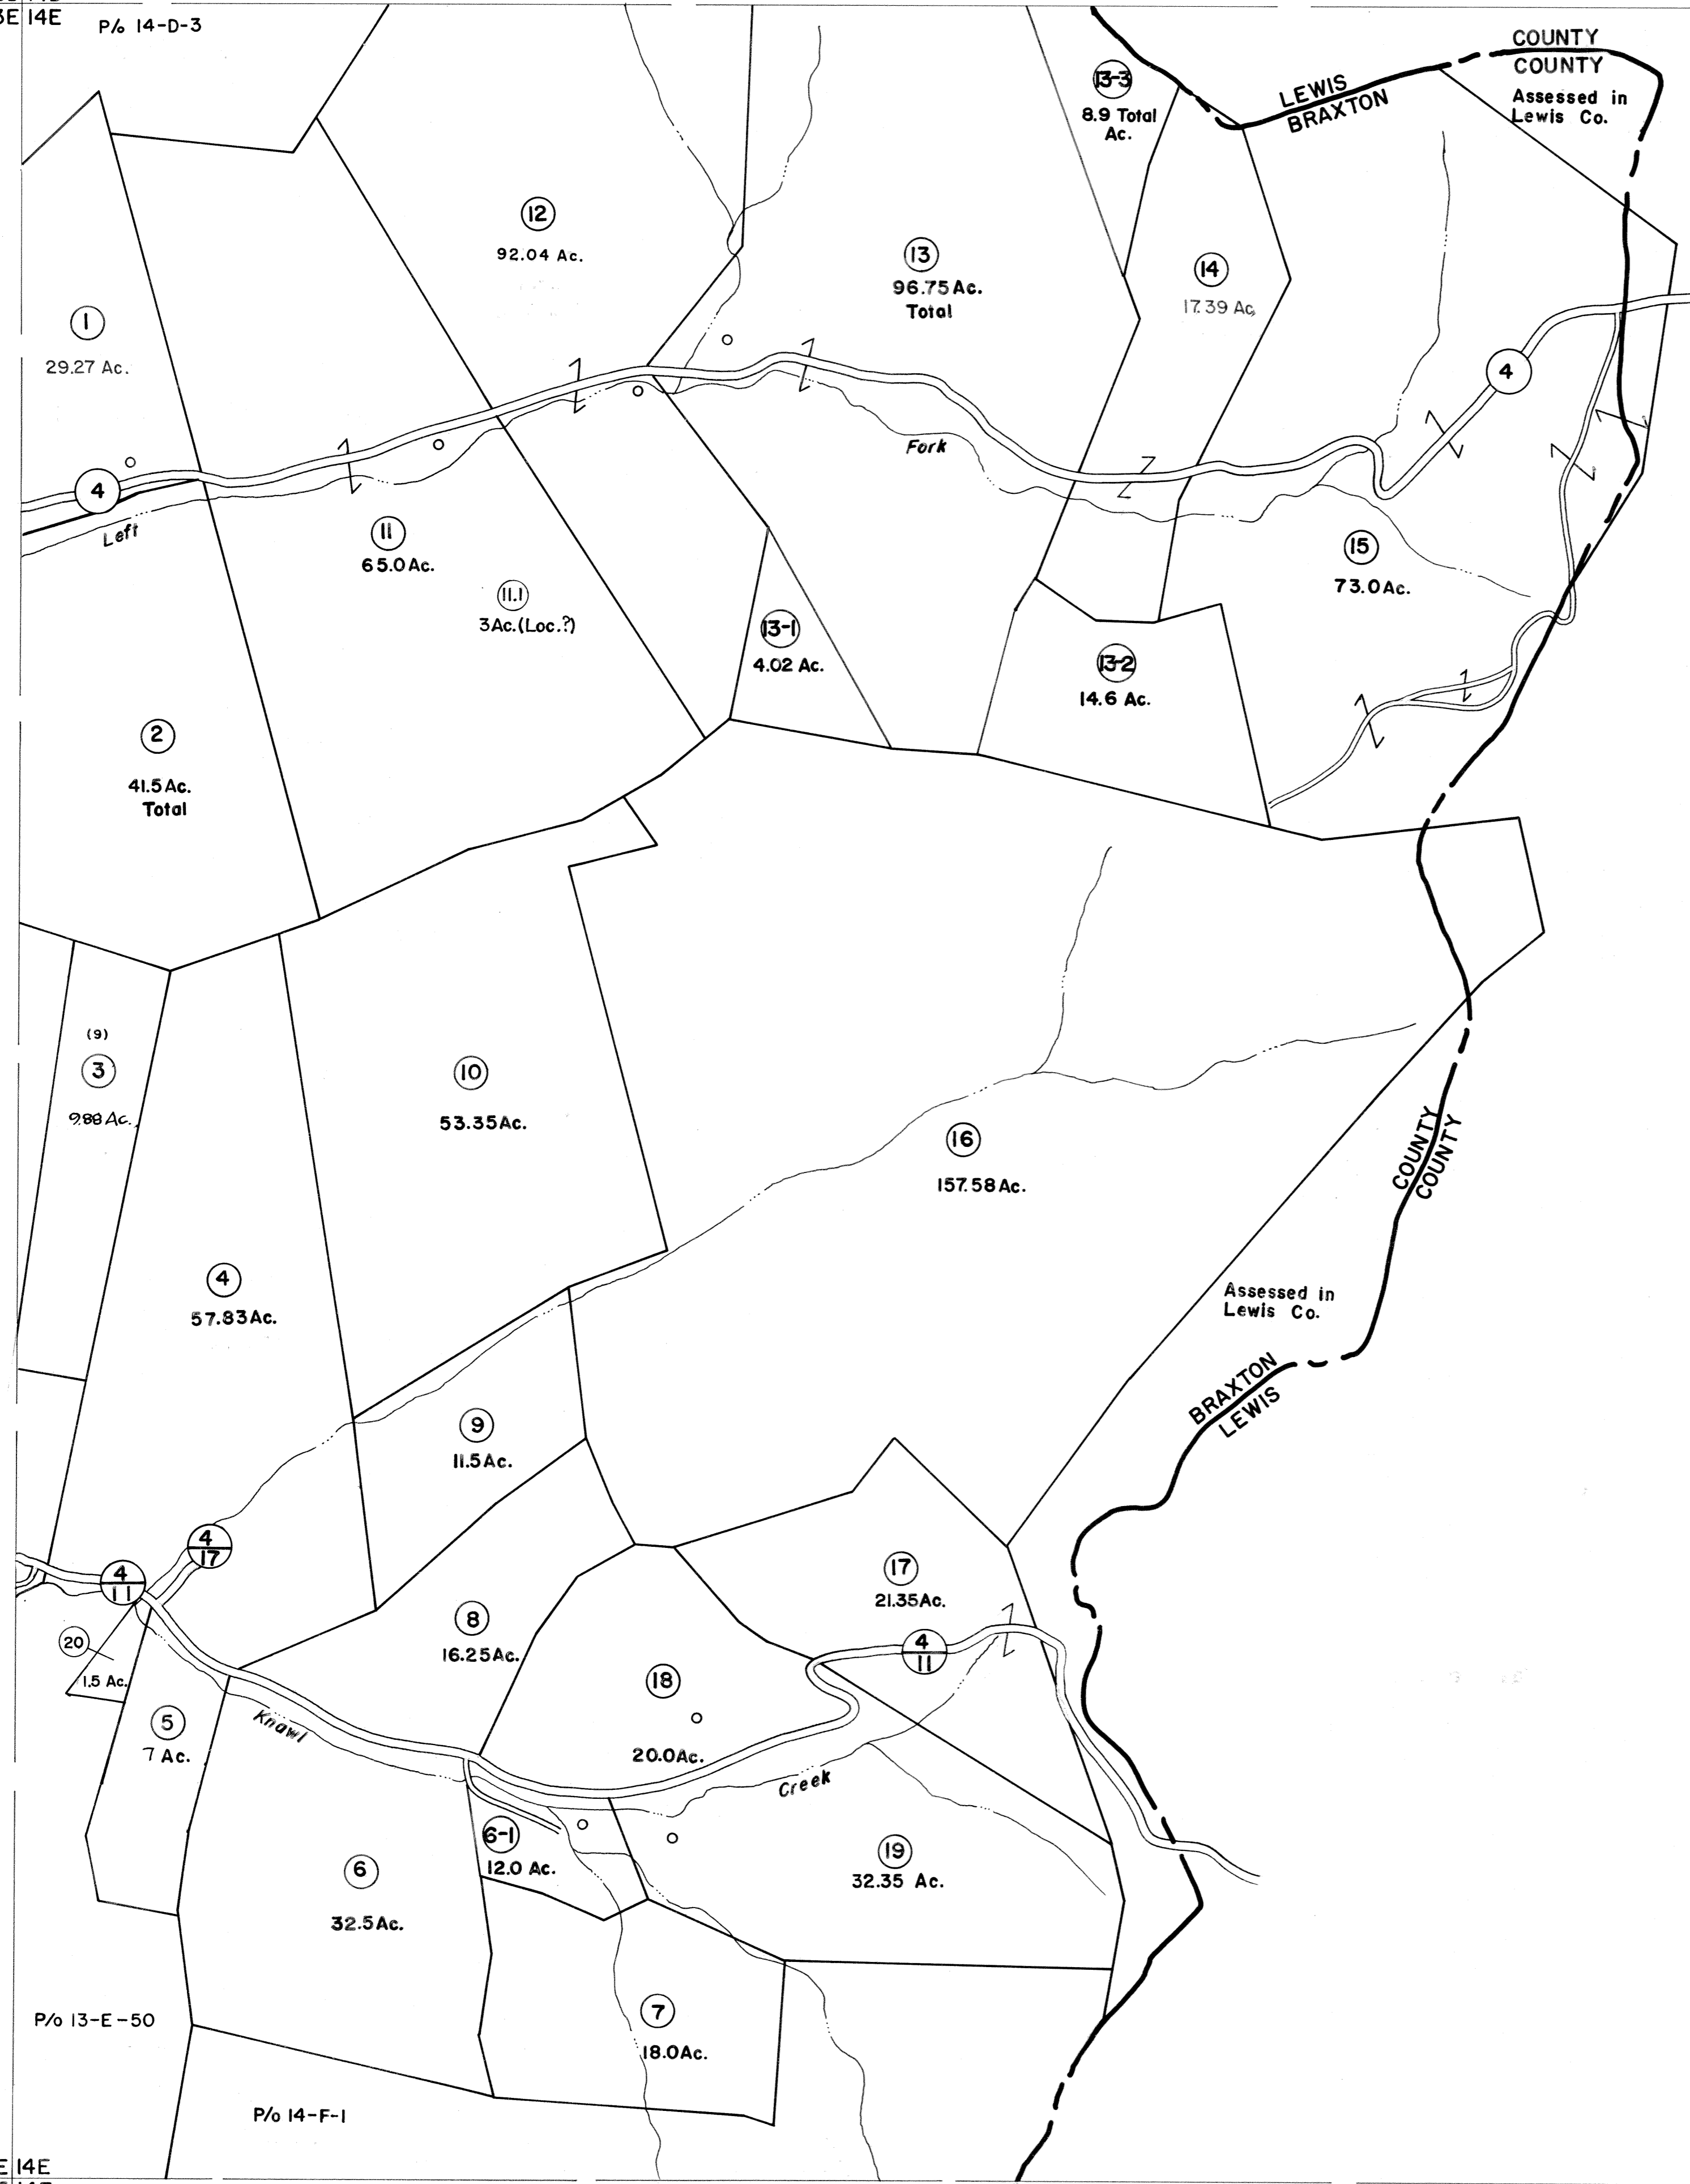 3E 14E
P/o 14-D-3
COUNTY
COUNTY
LEWIS
BRAXTON
Assessed in
Lewis Co.
13-3
8.9 Total
Ac.
12
92.04 Ac.
13
96.75 Ac.
Total
14
17.39 Ac.
1
29.27 Ac.
4
4
Left
Fork
11
65.0 Ac.
11.1
3 Ac. (Loc.?)
15
73.0 Ac.
13-1
4.02 Ac.
13-2
14.6 Ac.
2
41.5 Ac.
Total
(9)
3
9.88 Ac.
10
53.35 Ac.
16
157.58 Ac.
COUNTY
COUNTY
4
57.83 Ac.
Assessed in
Lewis Co.
BRAXTON
LEWIS
9
11.5 Ac.
4
17
4
11
17
21.35 Ac.
8
16.25 Ac.
4
11
20
1.5 Ac.
18
20.0 Ac.
5
7 Ac.
Knawl
Creek
6-1
12.0 Ac.
19
32.35 Ac.
6
32.5 Ac.
P/o 13-E-50
7
18.0 Ac.
P/o 14-F-1
E 14E